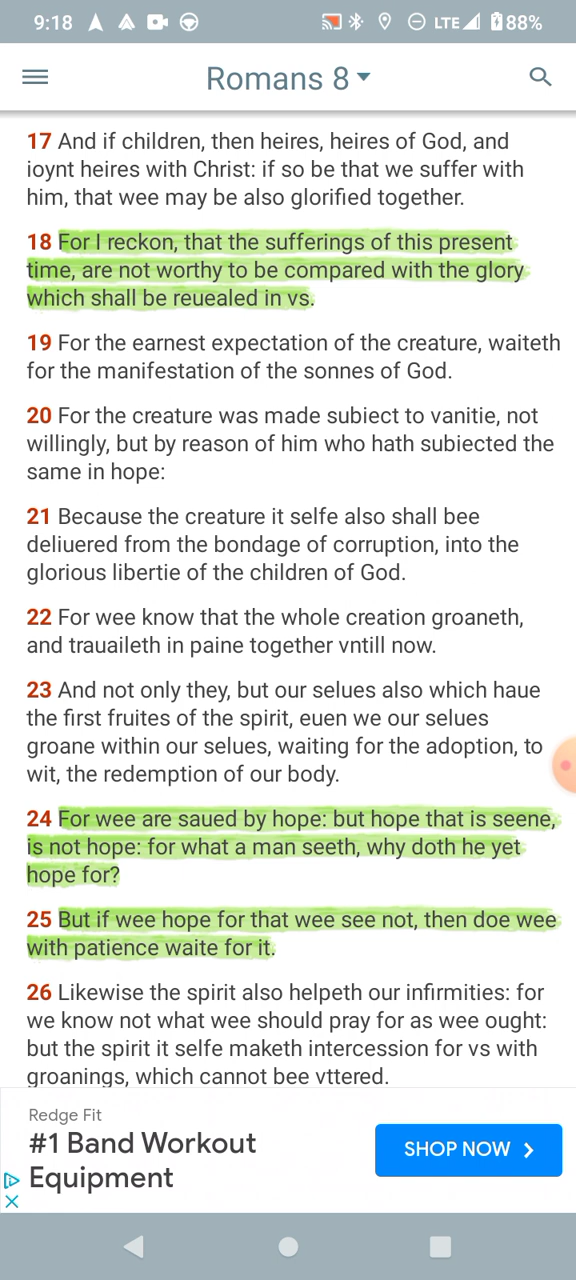 9:18 LTE 88%
Romans 8
17 And if children, then heires, heires of God, and
ioynt heires with Christ: if so be that we suffer with
him, that wee may be also glorified together.
18 For I reckon, that the sufferings of this present
time, are not worthy to be compared with the glory
which shall be reuealed in vs.
19 For the earnest expectation of the creature, waiteth
for the manifestation of the sonnes of God.
20 For the creature was made subiect to vanitie, not
willingly, but by reason of him who hath subiected the
same in hope:
21 Because the creature it selfe also shall bee
deliuered from the bondage of corruption, into the
glorious libertie of the children of God.
22 For wee know that the whole creation groaneth,
and trauaileth in paine together vntill now.
23 And not only they, but our selues also which haue
the first fruites of the spirit, euen we our selues
groane within our selues, waiting for the adoption, to
wit, the redemption of our body.
24 For wee are saued by hope: but hope that is seene,
is not hope: for what a man seeth, why doth he yet
hope for?
25 But if wee hope for that wee see not, then doe wee
with patience waite for it.
26 Likewise the spirit also helpeth our infirmities: for
we know not what wee should pray for as wee ought:
but the spirit it selfe maketh intercession for vs with
groanings, which cannot bee vttered.
Redge Fit
#1 Band Workout
Equipment
SHOP NOW